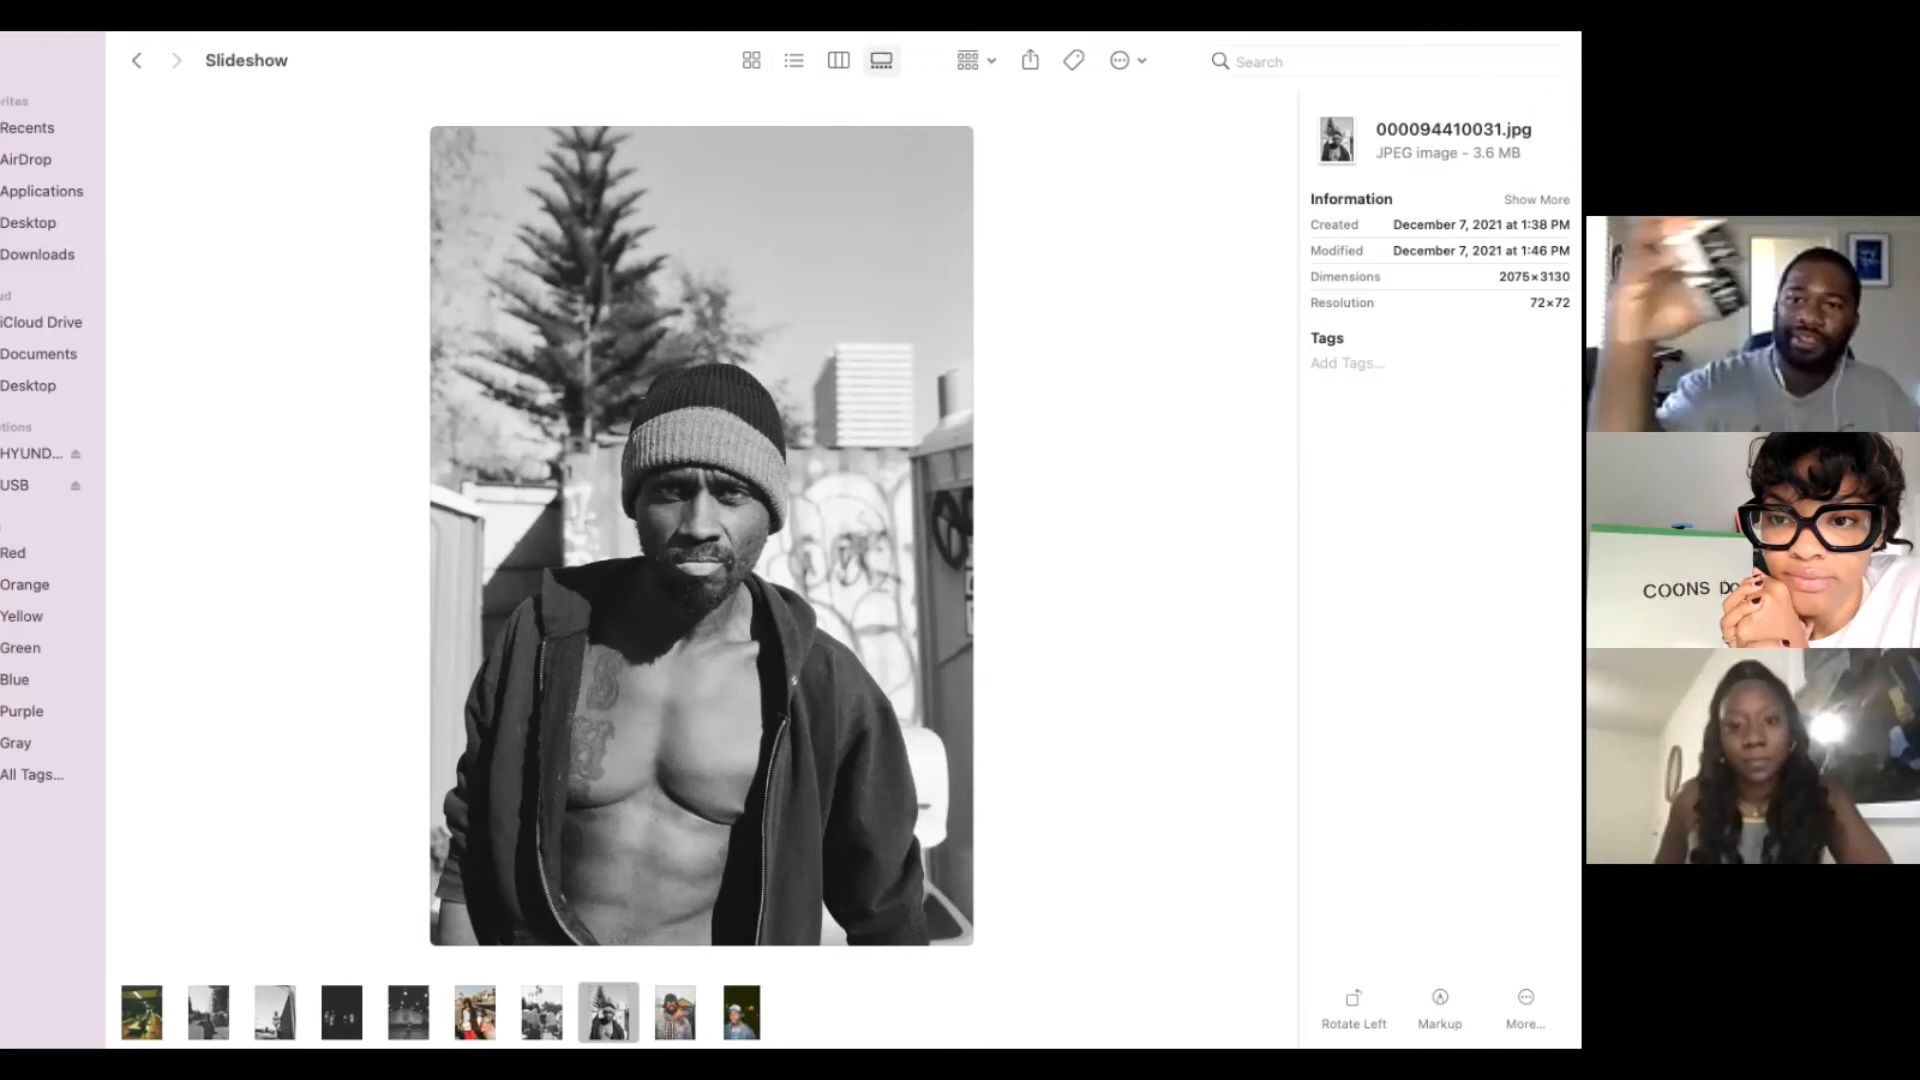 Slideshow
Search
rites
Recents
AirDrop
Applications
Desktop
Downloads
ud
iCloud Drive
Documents
Desktop
tions
HYUND...
USB
Red
Orange
Yellow
Green
Blue
Purple
Gray
All Tags...
000094410031.jpg
JPEG image - 3.6 MB
Information Show More
Created December 7, 2021 at 1:38 PM
Modified December 7, 2021 at 1:46 PM
Dimensions 2075×3130
Resolution 72×72
Tags
Add Tags...
Rotate Left Markup More...
COONS DO